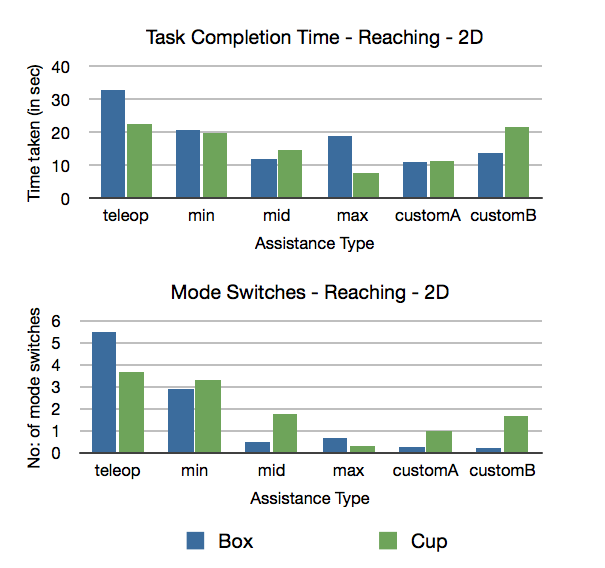 Task Completion Time - Reaching - 2D
Time taken (in sec)
40
30
20
10
0
teleop min mid max customA customB
Assistance Type
Mode Switches - Reaching - 2D
No: of mode switches
6
5
4
3
2
1
0
teleop min mid max customA customB
Assistance Type
Box Cup